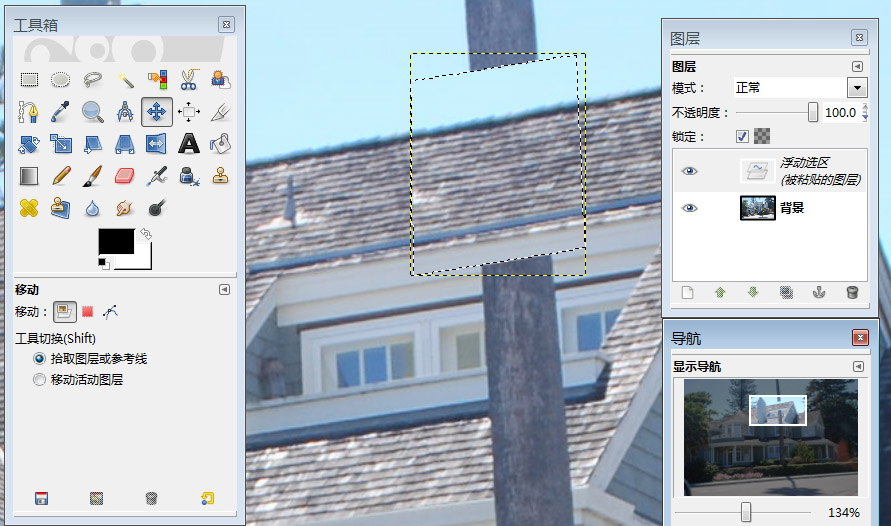 工具箱
移动
移动：
工具切换(Shift)
拾取图层或参考线
移动活动图层
图层
图层
模式：
正常
不透明度：
100.0
锁定：
浮动选区
(被粘贴的图层)
背景
导航
显示导航
134%